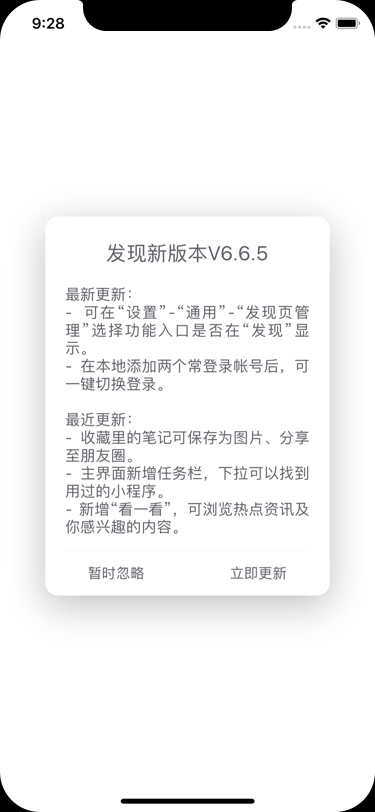 9:28
发现新版本V6.6.5
最新更新：
- 可在“设置”-“通用”-“发现页管
理”选择功能入口是否在“发现”显
示。
- 在本地添加两个常登录帐号后，可
一键切换登录。
最近更新：
- 收藏里的笔记可保存为图片、分享
至朋友圈。
- 主界面新增任务栏，下拉可以找到
用过的小程序。
- 新增“看一看”，可浏览热点资讯及
你感兴趣的内容。
暂时忽略
立即更新